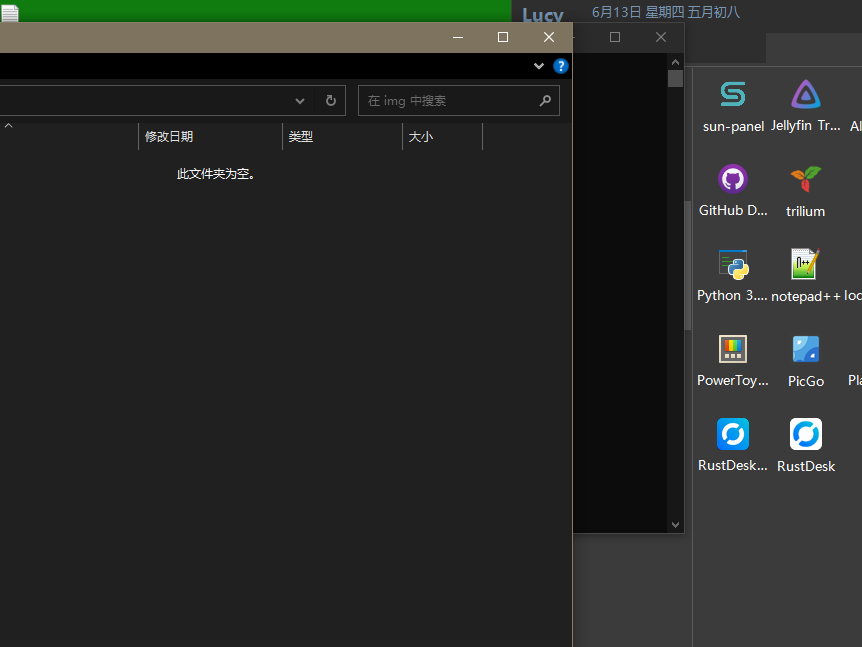 Lucy
6月13日 星期四 五月初八
在 img 中搜索
修改日期 类型 大小
此文件夹为空。
sun-panel Jellyfin Tr... Al
GitHub D... trilium
Python 3.... notepad++ loc
PowerToy... PicGo Pla
RustDesk... RustDesk